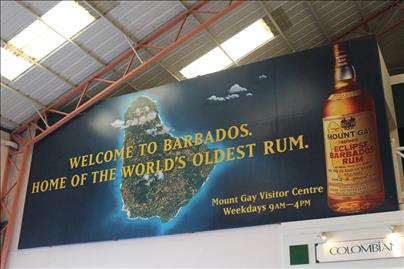 WELCOME TO BARBADOS.
HOME OF THE WORLD'S OLDEST RUM.
Mount Gay Visitor Centre
Weekdays 9AM—4PM
MOUNT GAY
ECLIPSE
BARBADOS
RUM
COLOMBIAN